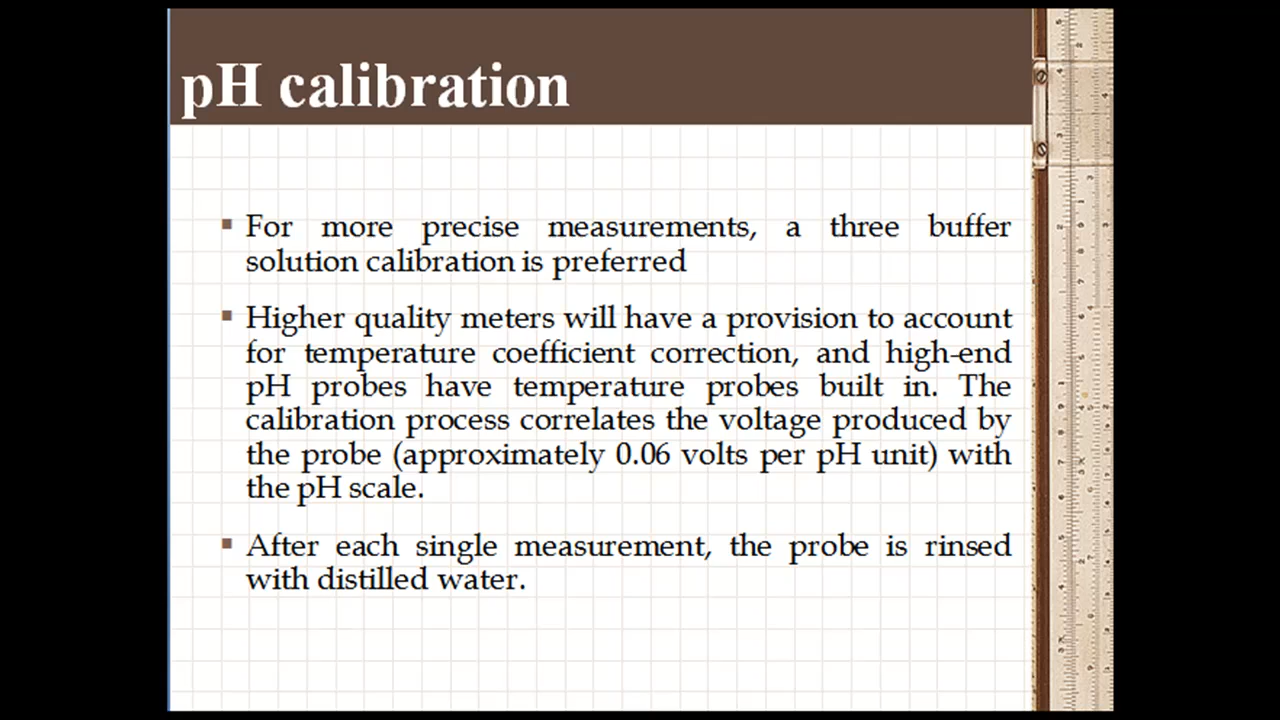 pH calibration
For more precise measurements, a three buffer
solution calibration is preferred
Higher quality meters will have a provision to account
for temperature coefficient correction, and high-end
pH probes have temperature probes built in. The
calibration process correlates the voltage produced by
the probe (approximately 0.06 volts per pH unit) with
the pH scale.
After each single measurement, the probe is rinsed
with distilled water.